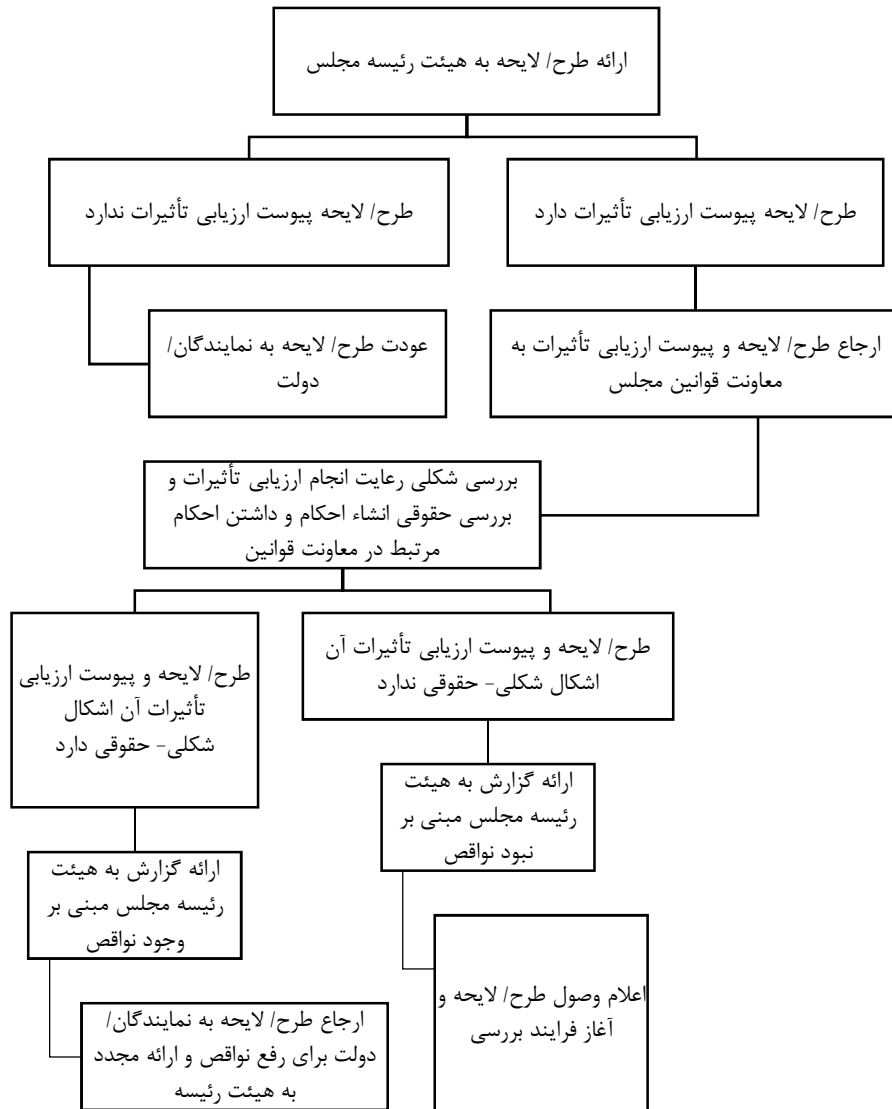 ارائه طرح/ لایحه به هیئت رئیسه مجلس
طرح/ لایحه پیوست ارزیابی تأثیرات دارد
طرح/ لایحه پیوست ارزیابی تأثیرات ندارد
ارجاع طرح/ لایحه و پیوست ارزیابی تأثیرات به
معاونت قوانین مجلس
عودت طرح/ لایحه به نمایندگان/
دولت
بررسی شکلی رعایت انجام ارزیابی تأثیرات و
بررسی حقوقی انشاء احکام و داشتن احکام
مرتبط در معاونت قوانین
طرح/ لایحه و پیوست ارزیابی تأثیرات آن
اشکال شکلی- حقوقی ندارد
طرح/ لایحه و پیوست ارزیابی
تأثیرات آن اشکال
شکلی- حقوقی دارد
ارائه گزارش به هیئت
رئیسه مجلس مبنی بر
نبود نواقص
ارائه گزارش به هیئت
رئیسه مجلس مبنی بر
وجود نواقص
اعلام وصول طرح/ لایحه و
آغاز فرایند بررسی
ارجاع طرح/ لایحه به نمایندگان/
دولت برای رفع نواقص و ارائه مجدد
به هیئت رئیسه